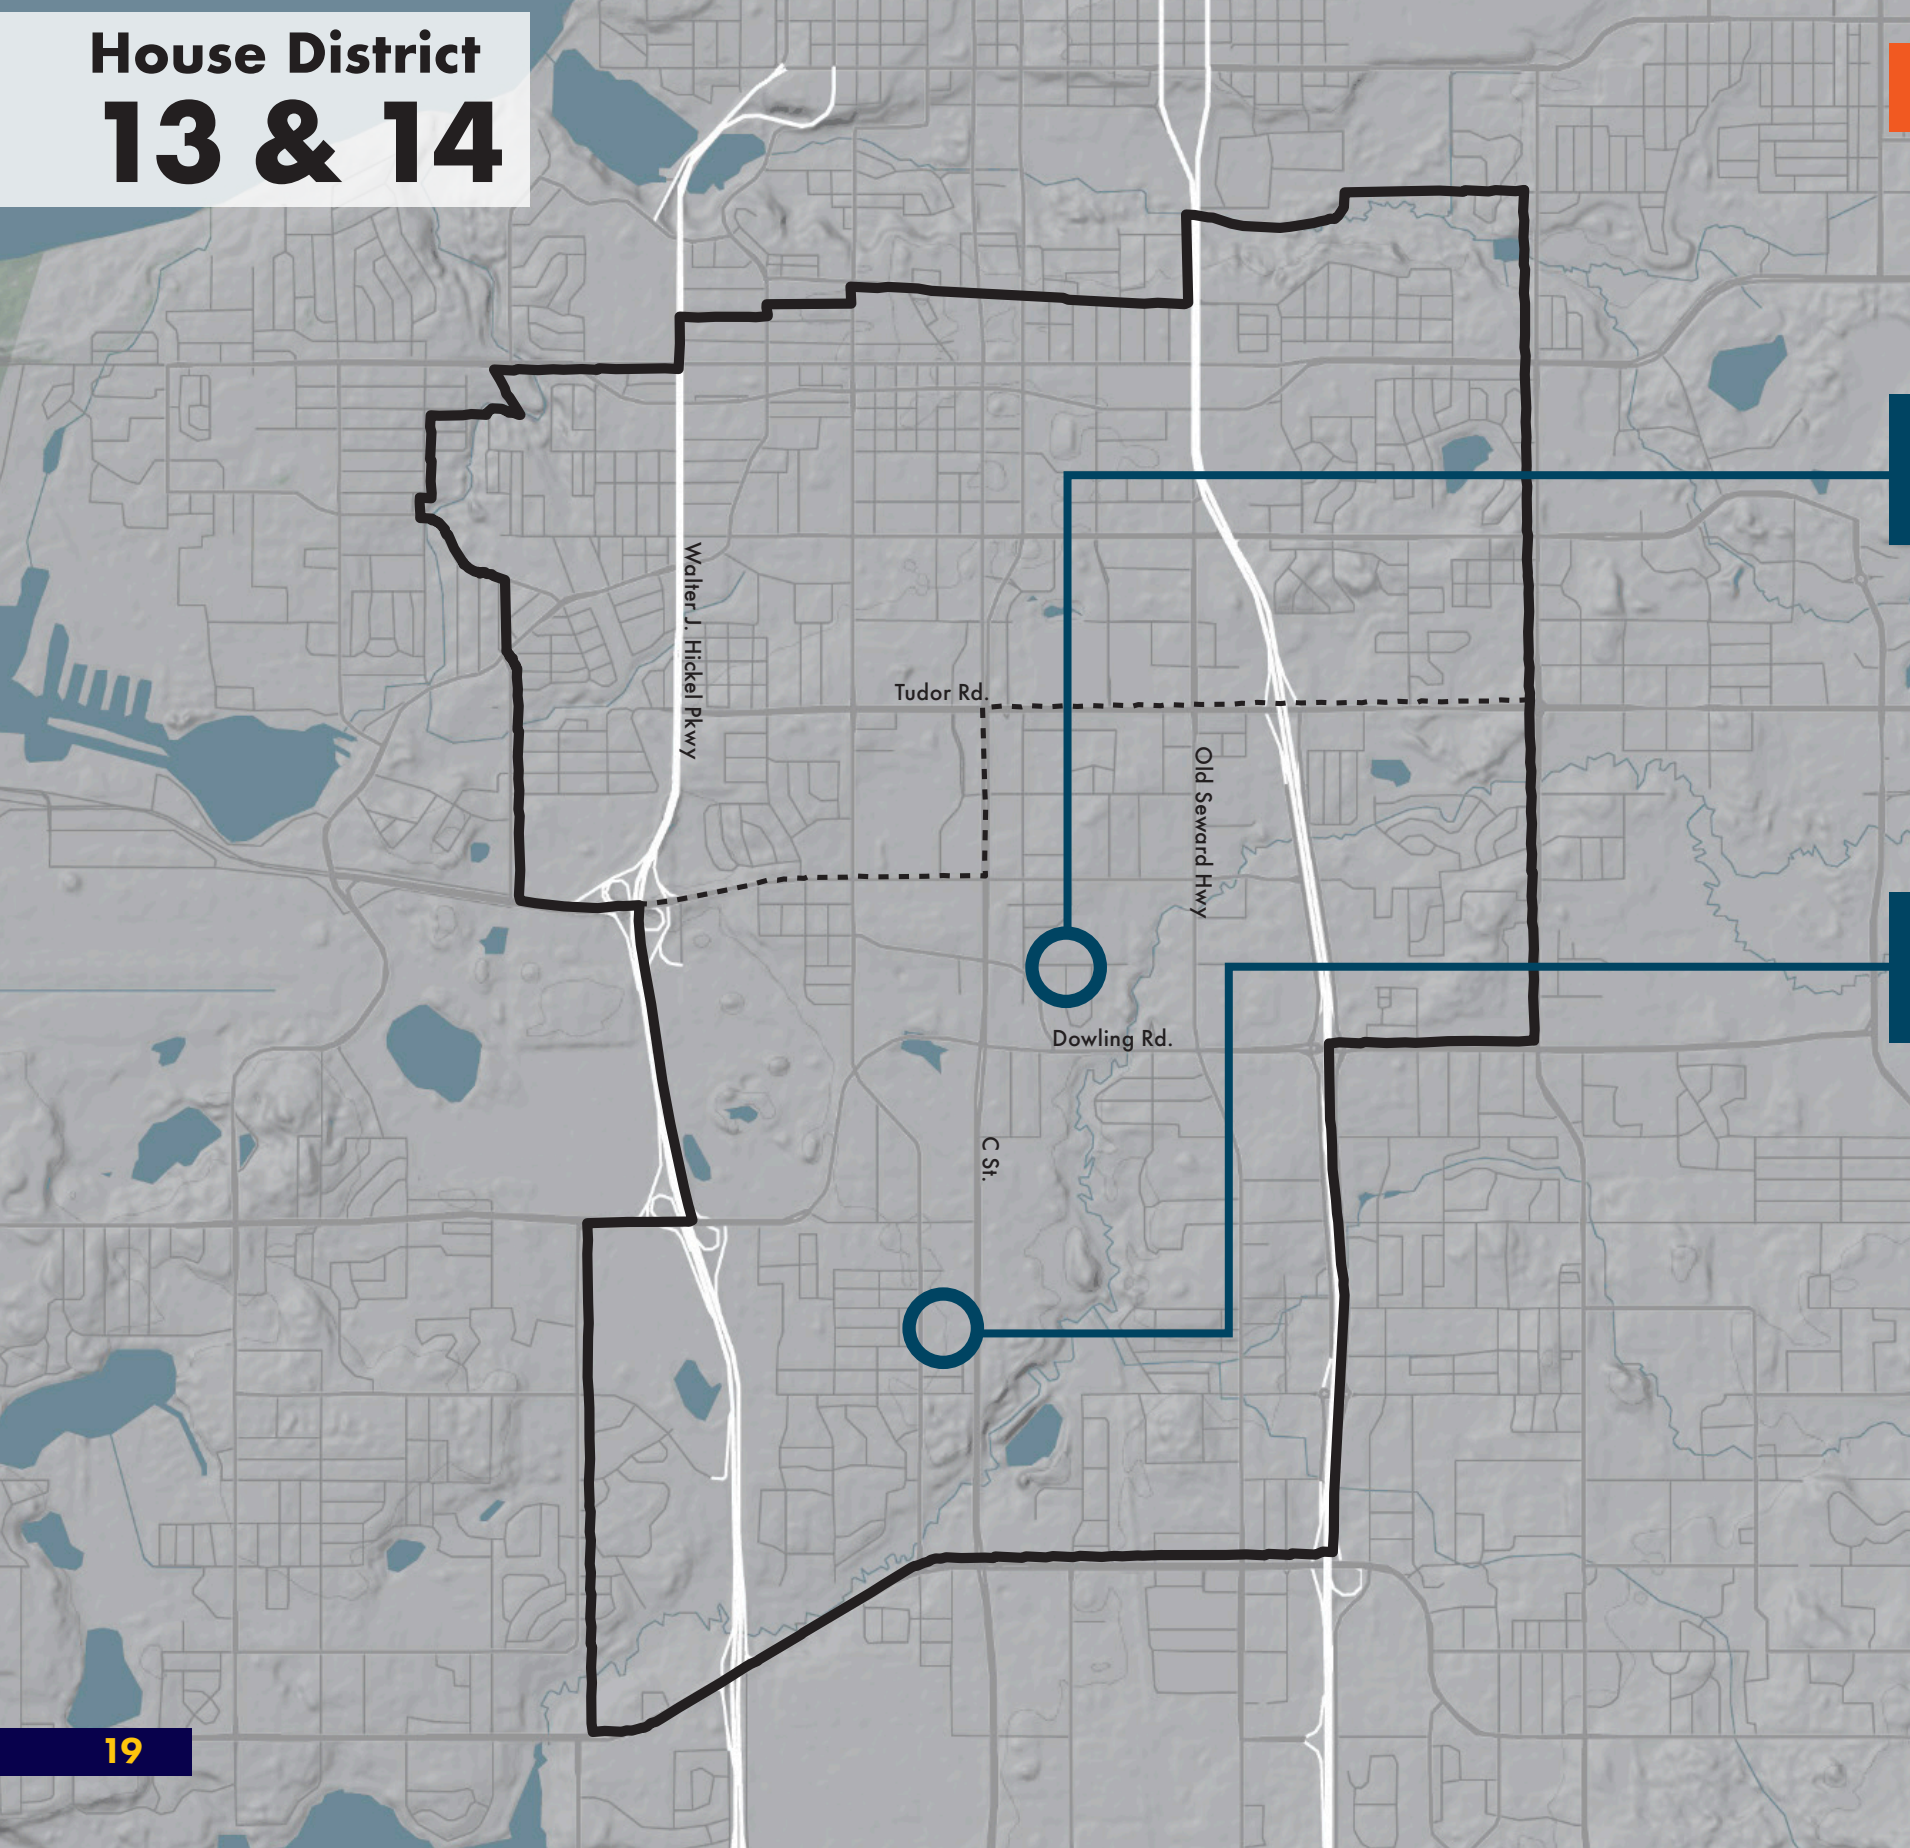 House District
13 & 14
Walter J. Hickel Pkwy
Tudor Rd.
Old Seward Hwy
Dowling Rd.
C St.
19